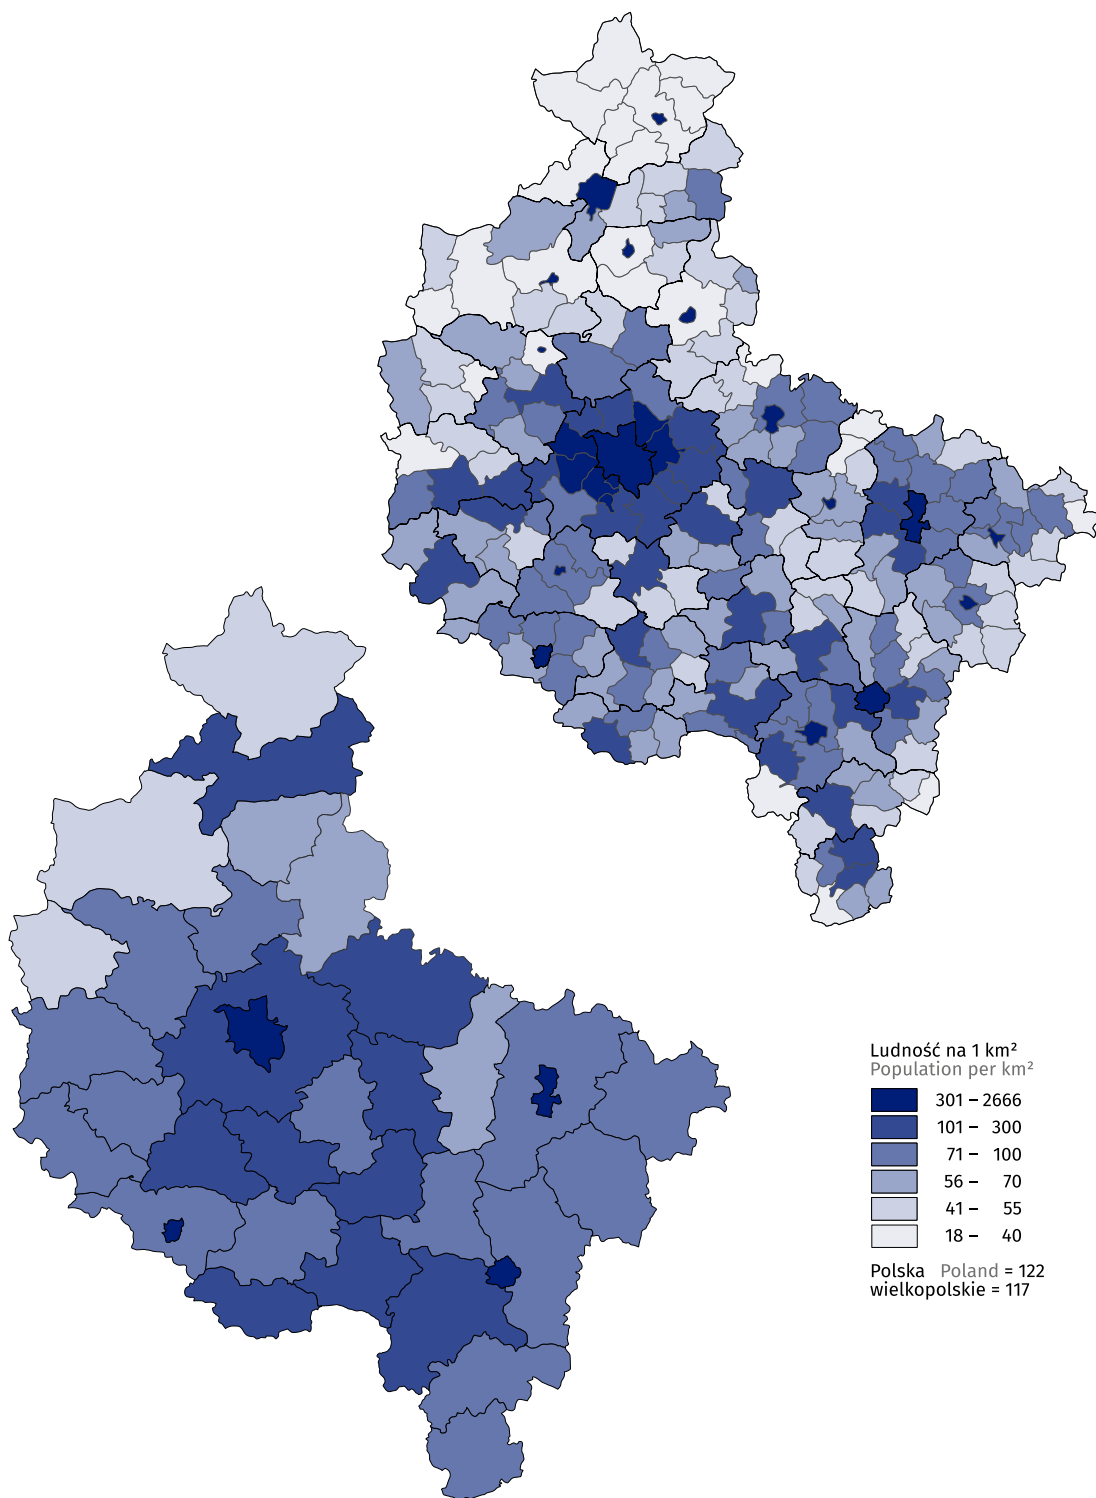 Ludność na 1 km²
Population per km²
301 – 2666
101 – 300
71 – 100
56 – 70
41 – 55
18 – 40
Polska Poland = 122
wielkopolskie = 117